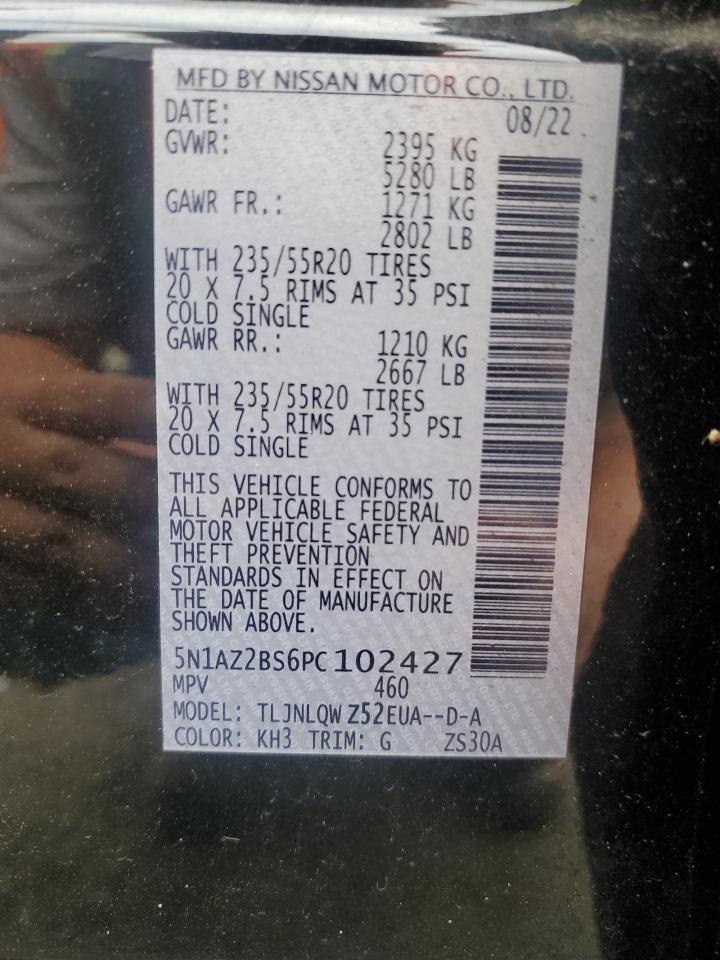 MFD BY NISSAN MOTOR CO., LTD.
DATE: 08/22
GVWR: 2395 KG
5280 LB
GAWR FR.: 1271 KG
2802 LB
WITH 235/55R20 TIRES
20 X 7.5 RIMS AT 35 PSI
COLD SINGLE
GAWR RR.: 1210 KG
2667 LB
WITH 235/55R20 TIRES
20 X 7.5 RIMS AT 35 PSI
COLD SINGLE
THIS VEHICLE CONFORMS TO
ALL APPLICABLE FEDERAL
MOTOR VEHICLE SAFETY AND
THEFT PREVENTION
STANDARDS IN EFFECT ON
THE DATE OF MANUFACTURE
SHOWN ABOVE.
5N1AZ2BS6PC102427
MPV 460
MODEL: TLJNLQW Z52EUA--D-A
COLOR: KH3 TRIM: G ZS30A